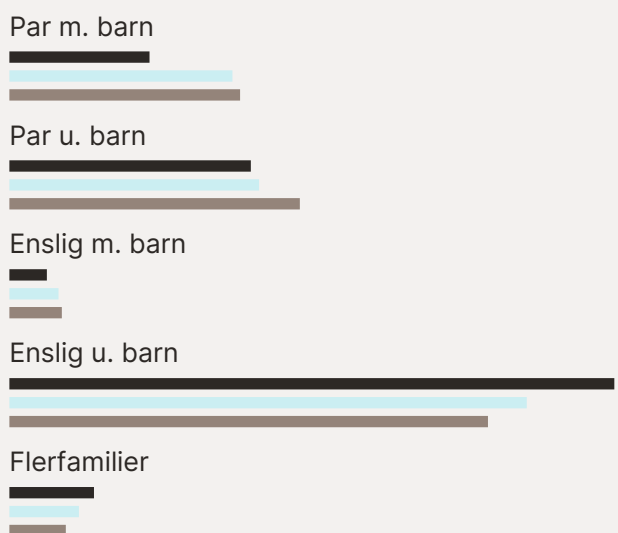 Par m. barn
Par u. barn
Enslig m. barn
Enslig u. barn
Flerfamilier